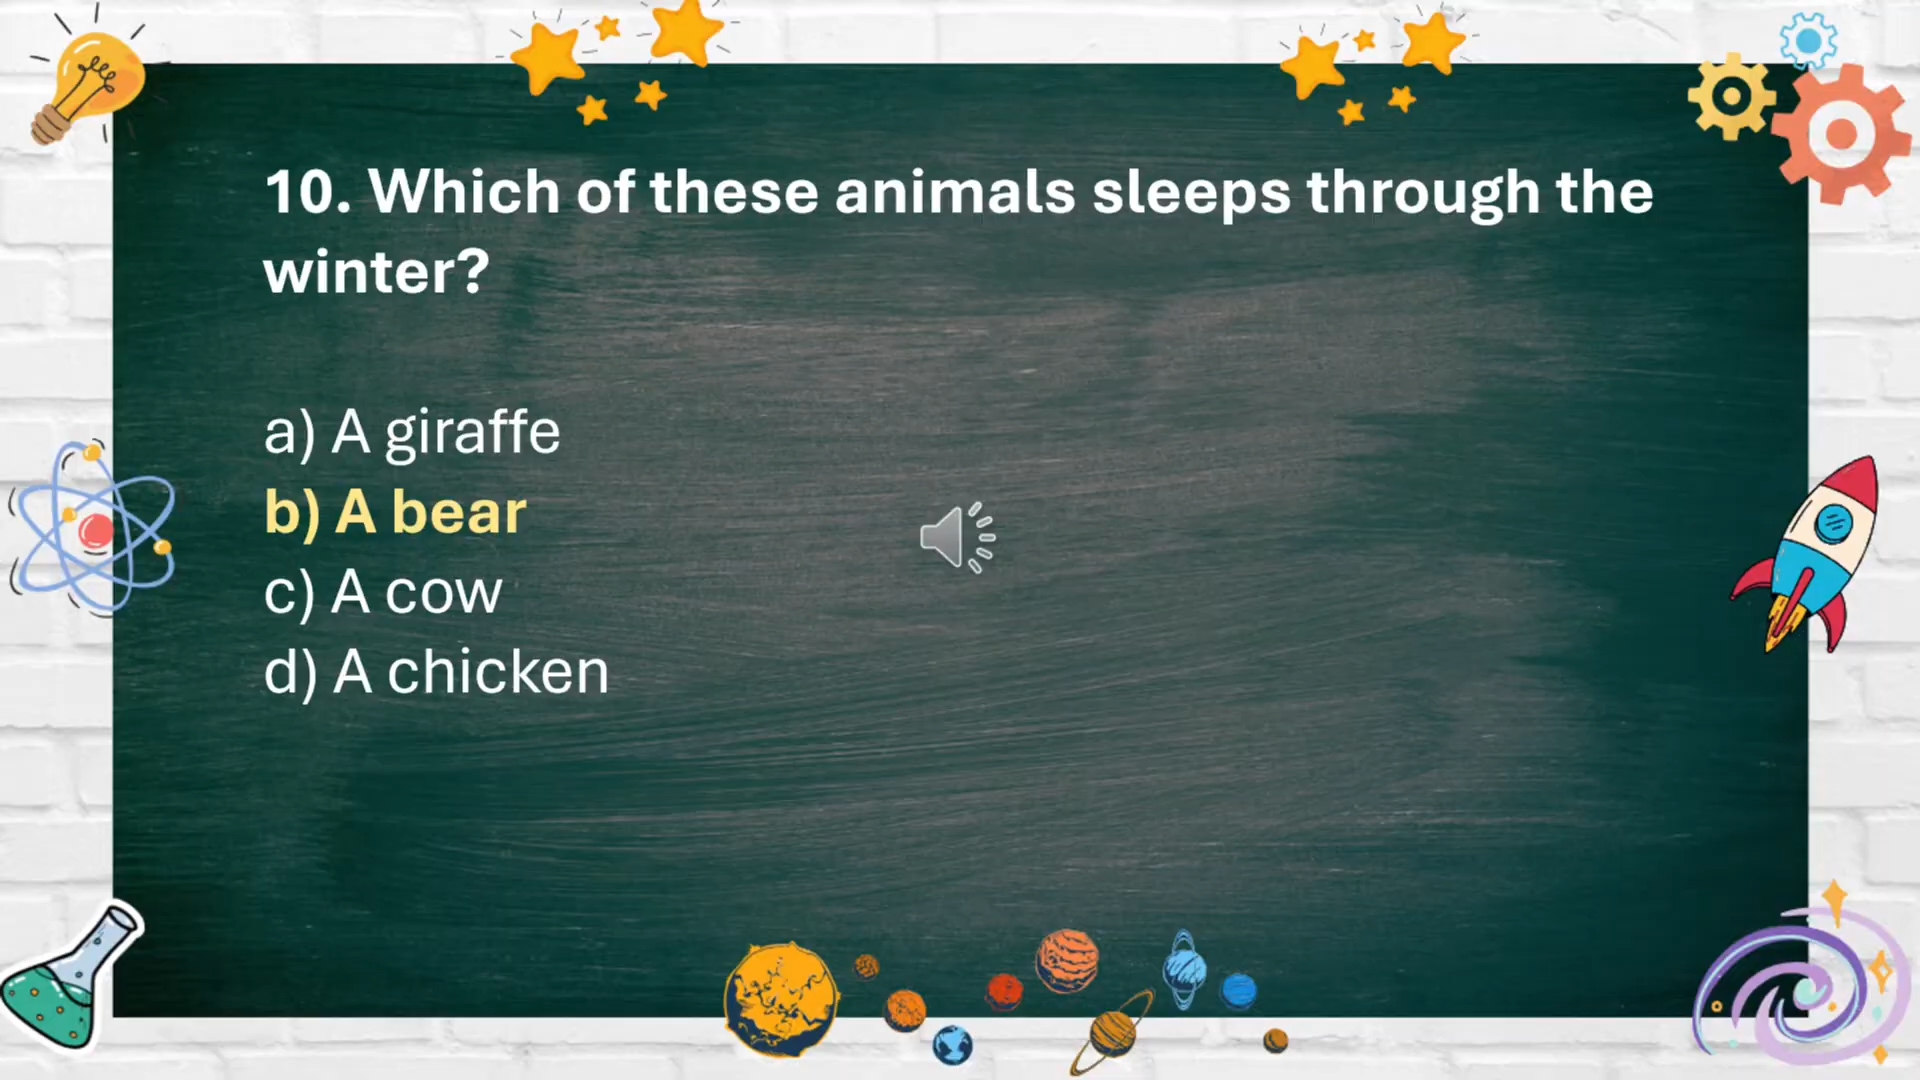 10. Which of these animals sleeps through the
winter?
a) A giraffe
b) A bear
c) A cow
d) A chicken